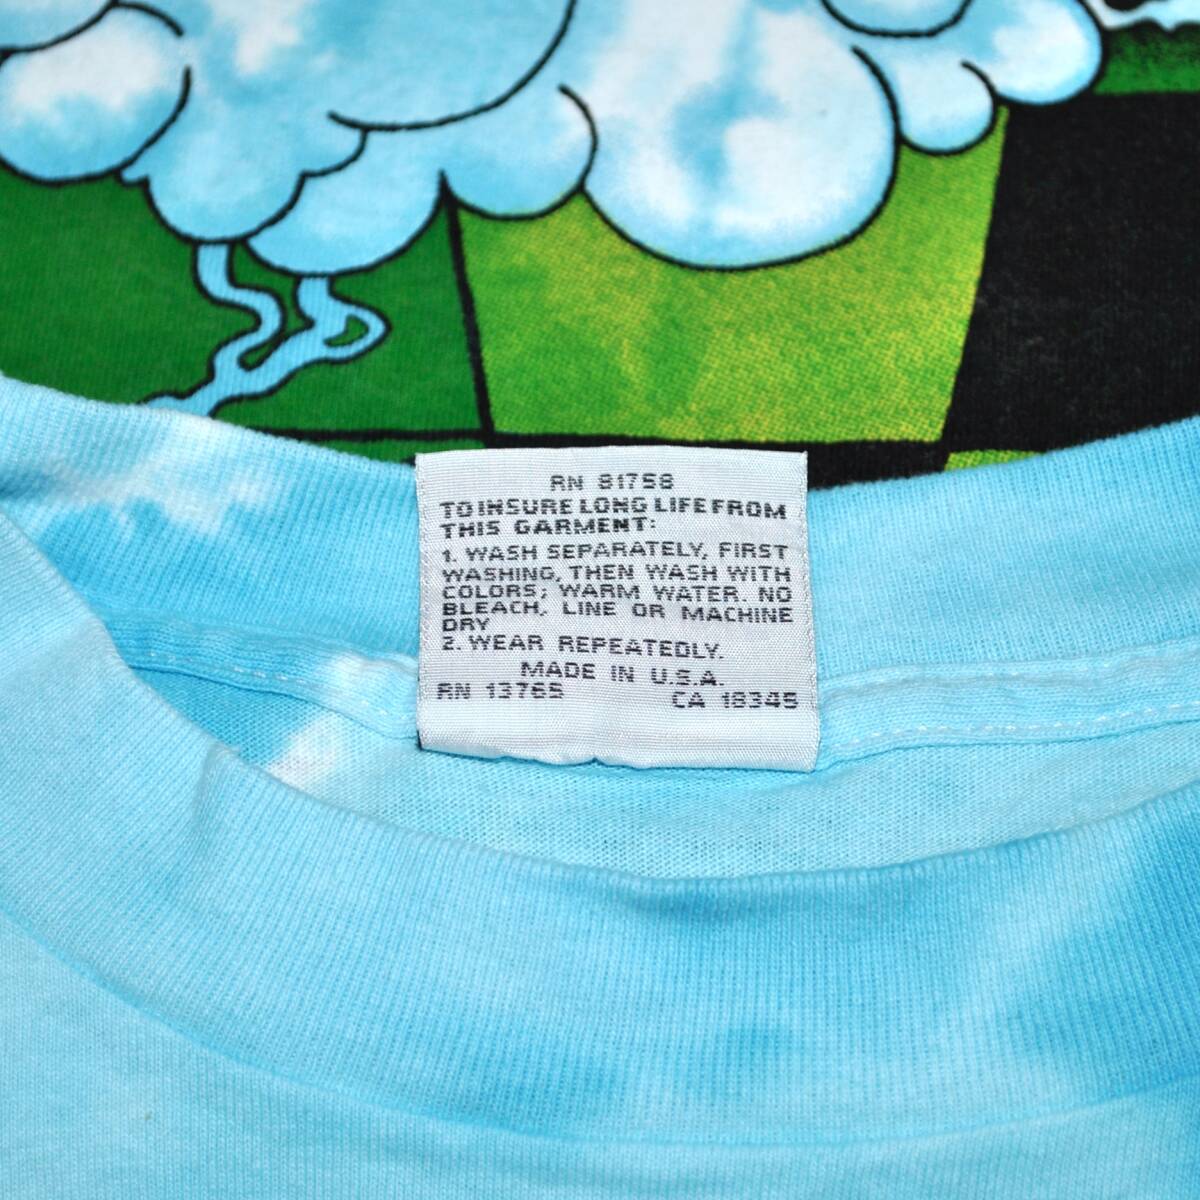 RN 81758
TO INSURE LONG LIFE FROM
THIS GARMENT:
1. WASH SEPARATELY, FIRST
WASHING, THEN WASH WITH
COLORS; WARM WATER. NO
BLEACH, LINE OR MACHINE
DRY
2. WEAR REPEATEDLY.
MADE IN U.S.A.
RN 13765 CA 18345